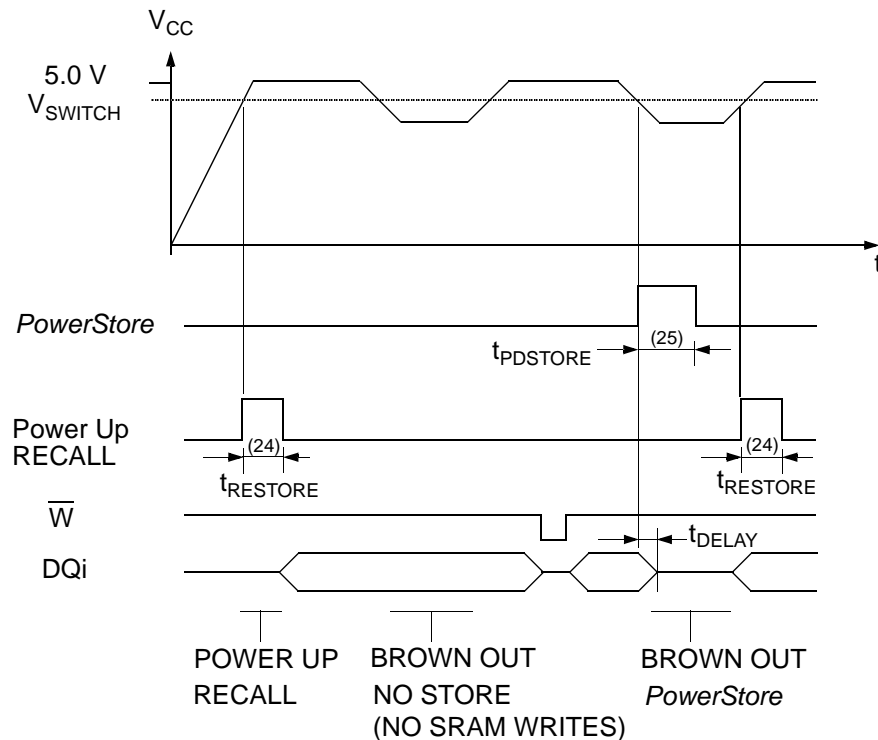 V_CC
5.0 V
V_SWITCH
t
PowerStore
(25)
t_PDSTORE
Power Up
RECALL
(24)
(24)
t_RESTORE
t_RESTORE
W̅
t_DELAY
DQi
POWER UP
RECALL
BROWN OUT
NO STORE
(NO SRAM WRITES)
BROWN OUT
PowerStore